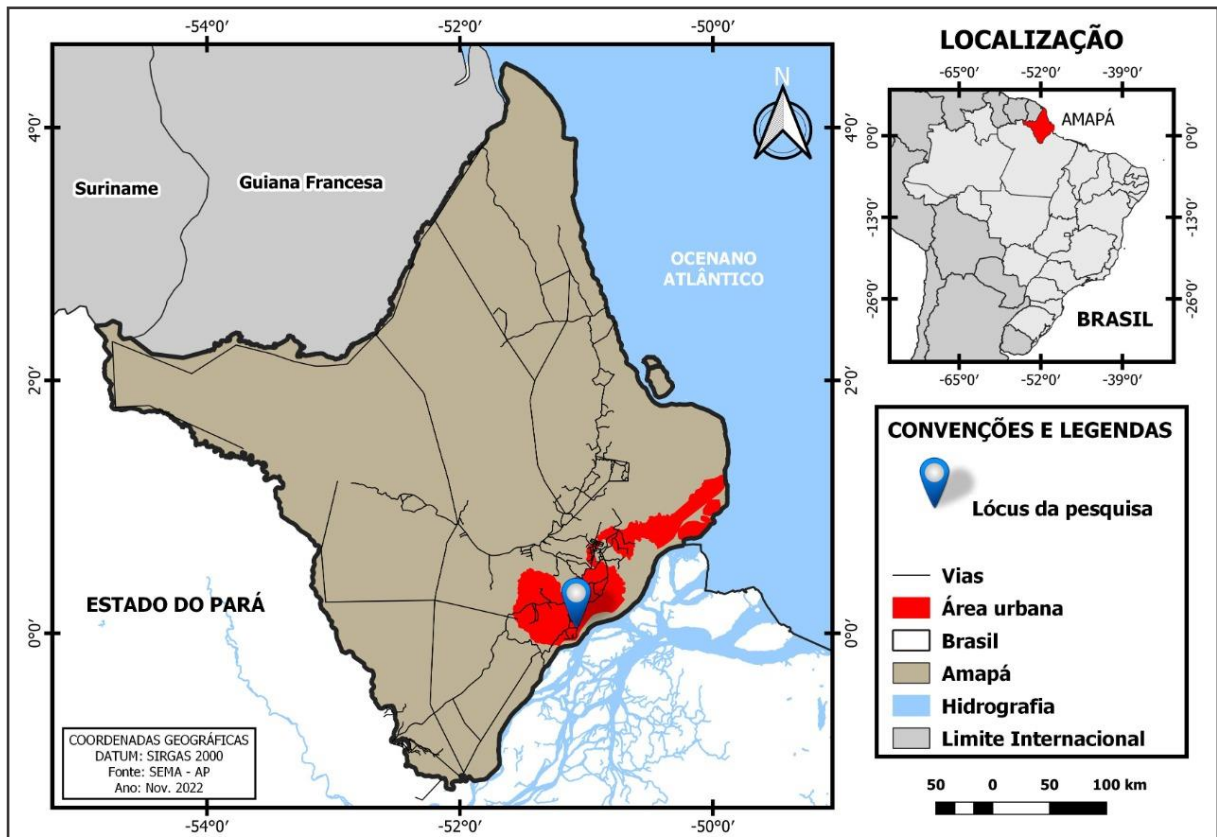 -54°0'
-52°0'
-50°0'
4°0'
2°0'
0°0'
N
Suriname
Guiana Francesa
OCENANO
ATLÂNTICO
ESTADO DO PARÁ
COORDENADAS GEOGRÁFICAS
DATUM: SIRGAS 2000
Fonte: SEMA - AP
Ano: Nov. 2022
4°0'
2°0'
0°0'
-54°0'
-52°0'
-50°0'
LOCALIZAÇÃO
-65°0'
-52°0'
-39°0'
0°0'
-13°0'
-26°0'
AMAPÁ
BRASIL
0°0'
-13°0'
-26°0'
-65°0'
-52°0'
-39°0'
CONVENÇÕES E LEGENDAS
Lócus da pesquisa
Vias
Área urbana
Brasil
Amapá
Hidrografia
Limite Internacional
50 0 50 100 km